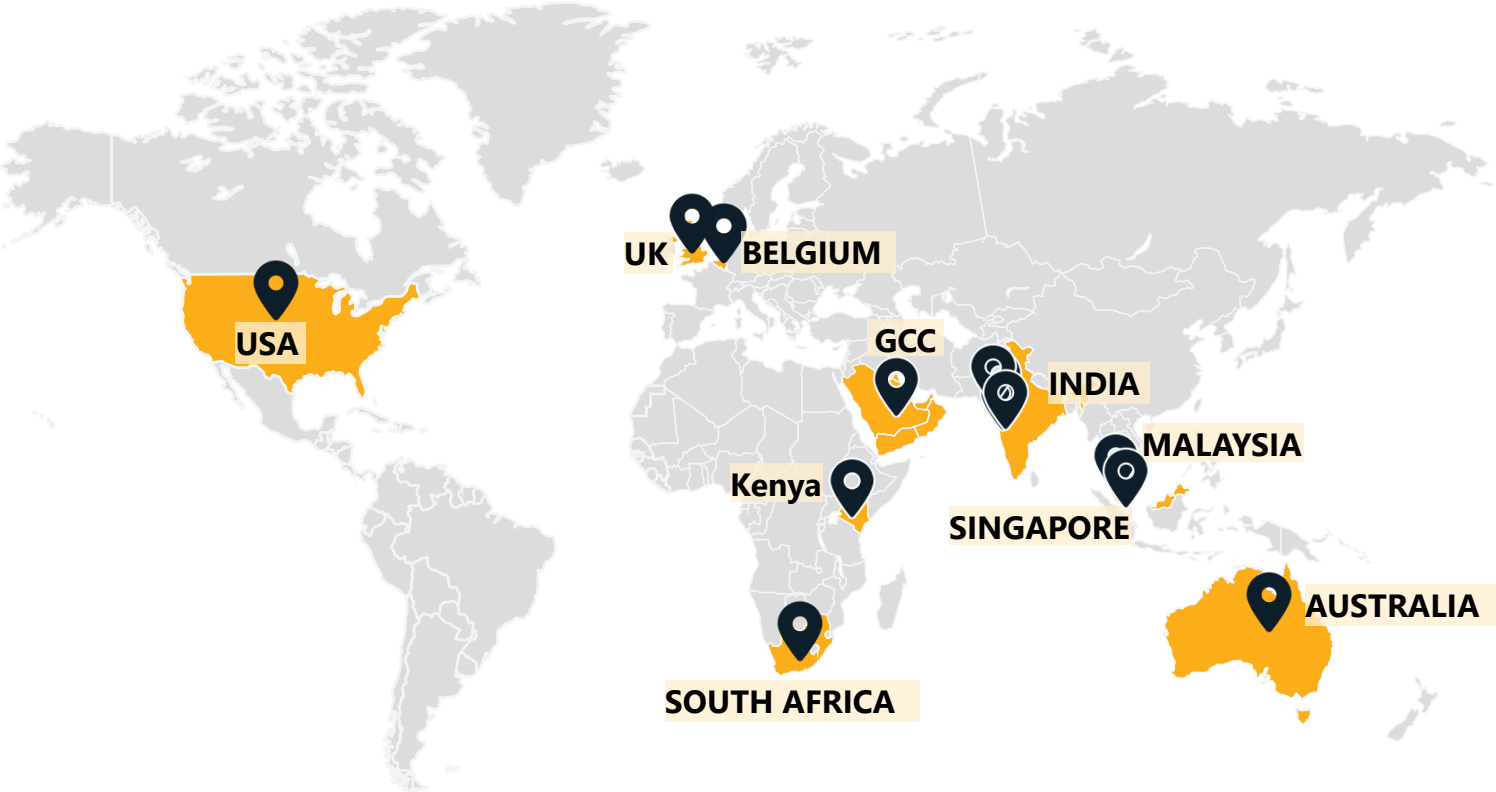 UK
BELGIUM
USA
GCC
INDIA
MALAYSIA
Kenya
SINGAPORE
AUSTRALIA
SOUTH AFRICA